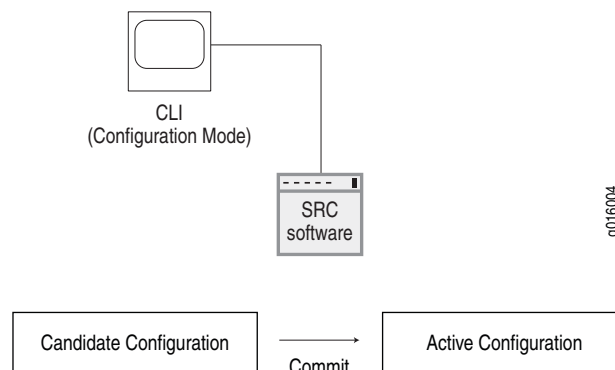 CLI
(Configuration Mode)
SRC
software
g016004
Candidate Configuration
Commit
Active Configuration